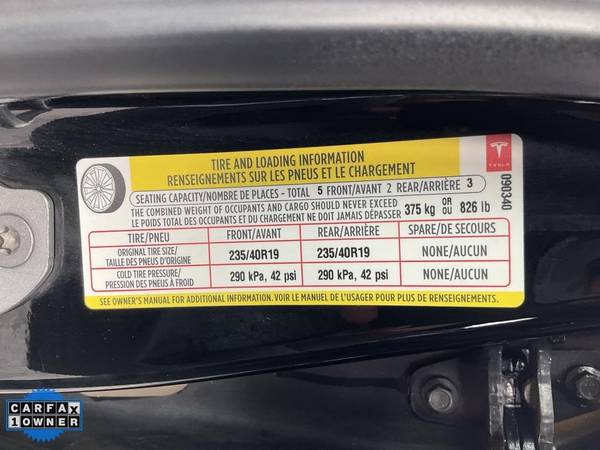 TIRE AND LOADING INFORMATION
RENSEIGNEMENTS SUR LES PNEUS ET LE CHARGEMENT
SEATING CAPACITY/NOMBRE DE PLACES - TOTAL 5 FRONT/AVANT 2 REAR/ARRIÈRE 3
THE COMBINED WEIGHT OF OCCUPANTS AND CARGO SHOULD NEVER EXCEED
LE POIDS TOTAL DES OCCUPANTS ET DU CHARGEMENT NE DOIT JAMAIS DÉPASSER 375 kg OR OU 826 lb
TIRE/PNEU FRONT/AVANT REAR/ARRIÈRE SPARE/DE SECOURS
ORIGINAL TIRE SIZE/
TAILLE DES PNEUS D'ORIGINE 235/40R19 235/40R19 NONE/AUCUN
COLD TIRE PRESSURE/
PRESSION DES PNEUS À FROID 290 kPa, 42 psi 290 kPa, 42 psi NONE/AUCUN
SEE OWNER'S MANUAL FOR ADDITIONAL INFORMATION. VOIR LE MANUEL DE L'USAGER POUR PLUS DE RENSEIGNEMENTS.
TESLA
090340
CARFAX
1 OWNER